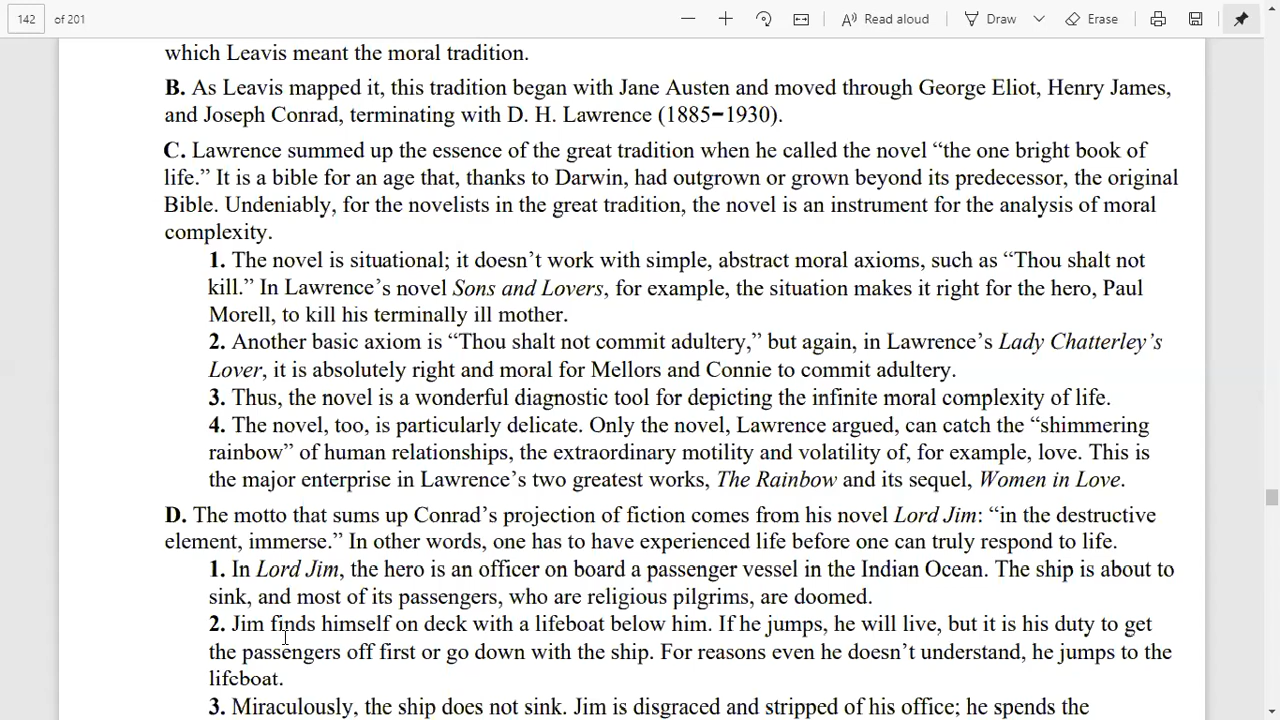 142 of 201 Read aloud Draw Erase
which Leavis meant the moral tradition.
B. As Leavis mapped it, this tradition began with Jane Austen and moved through George Eliot, Henry James,
and Joseph Conrad, terminating with D. H. Lawrence (1885−1930).
C. Lawrence summed up the essence of the great tradition when he called the novel “the one bright book of
life.” It is a bible for an age that, thanks to Darwin, had outgrown or grown beyond its predecessor, the original
Bible. Undeniably, for the novelists in the great tradition, the novel is an instrument for the analysis of moral
complexity.
1. The novel is situational; it doesn’t work with simple, abstract moral axioms, such as “Thou shalt not
kill.” In Lawrence’s novel Sons and Lovers, for example, the situation makes it right for the hero, Paul
Morell, to kill his terminally ill mother.
2. Another basic axiom is “Thou shalt not commit adultery,” but again, in Lawrence’s Lady Chatterley’s
Lover, it is absolutely right and moral for Mellors and Connie to commit adultery.
3. Thus, the novel is a wonderful diagnostic tool for depicting the infinite moral complexity of life.
4. The novel, too, is particularly delicate. Only the novel, Lawrence argued, can catch the “shimmering
rainbow” of human relationships, the extraordinary motility and volatility of, for example, love. This is
the major enterprise in Lawrence’s two greatest works, The Rainbow and its sequel, Women in Love.
D. The motto that sums up Conrad’s projection of fiction comes from his novel Lord Jim: “in the destructive
element, immerse.” In other words, one has to have experienced life before one can truly respond to life.
1. In Lord Jim, the hero is an officer on board a passenger vessel in the Indian Ocean. The ship is about to
sink, and most of its passengers, who are religious pilgrims, are doomed.
2. Jim finds himself on deck with a lifeboat below him. If he jumps, he will live, but it is his duty to get
the passengers off first or go down with the ship. For reasons even he doesn’t understand, he jumps to the
lifeboat.
3. Miraculously, the ship does not sink. Jim is disgraced and stripped of his office; he spends the